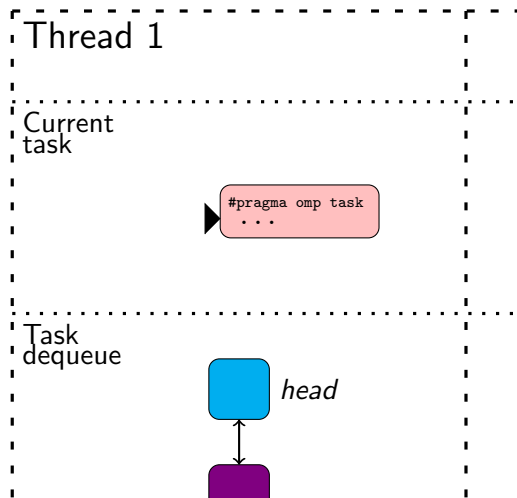 Thread 1
Current
task
#pragma omp task
...
Task
dequeue
head